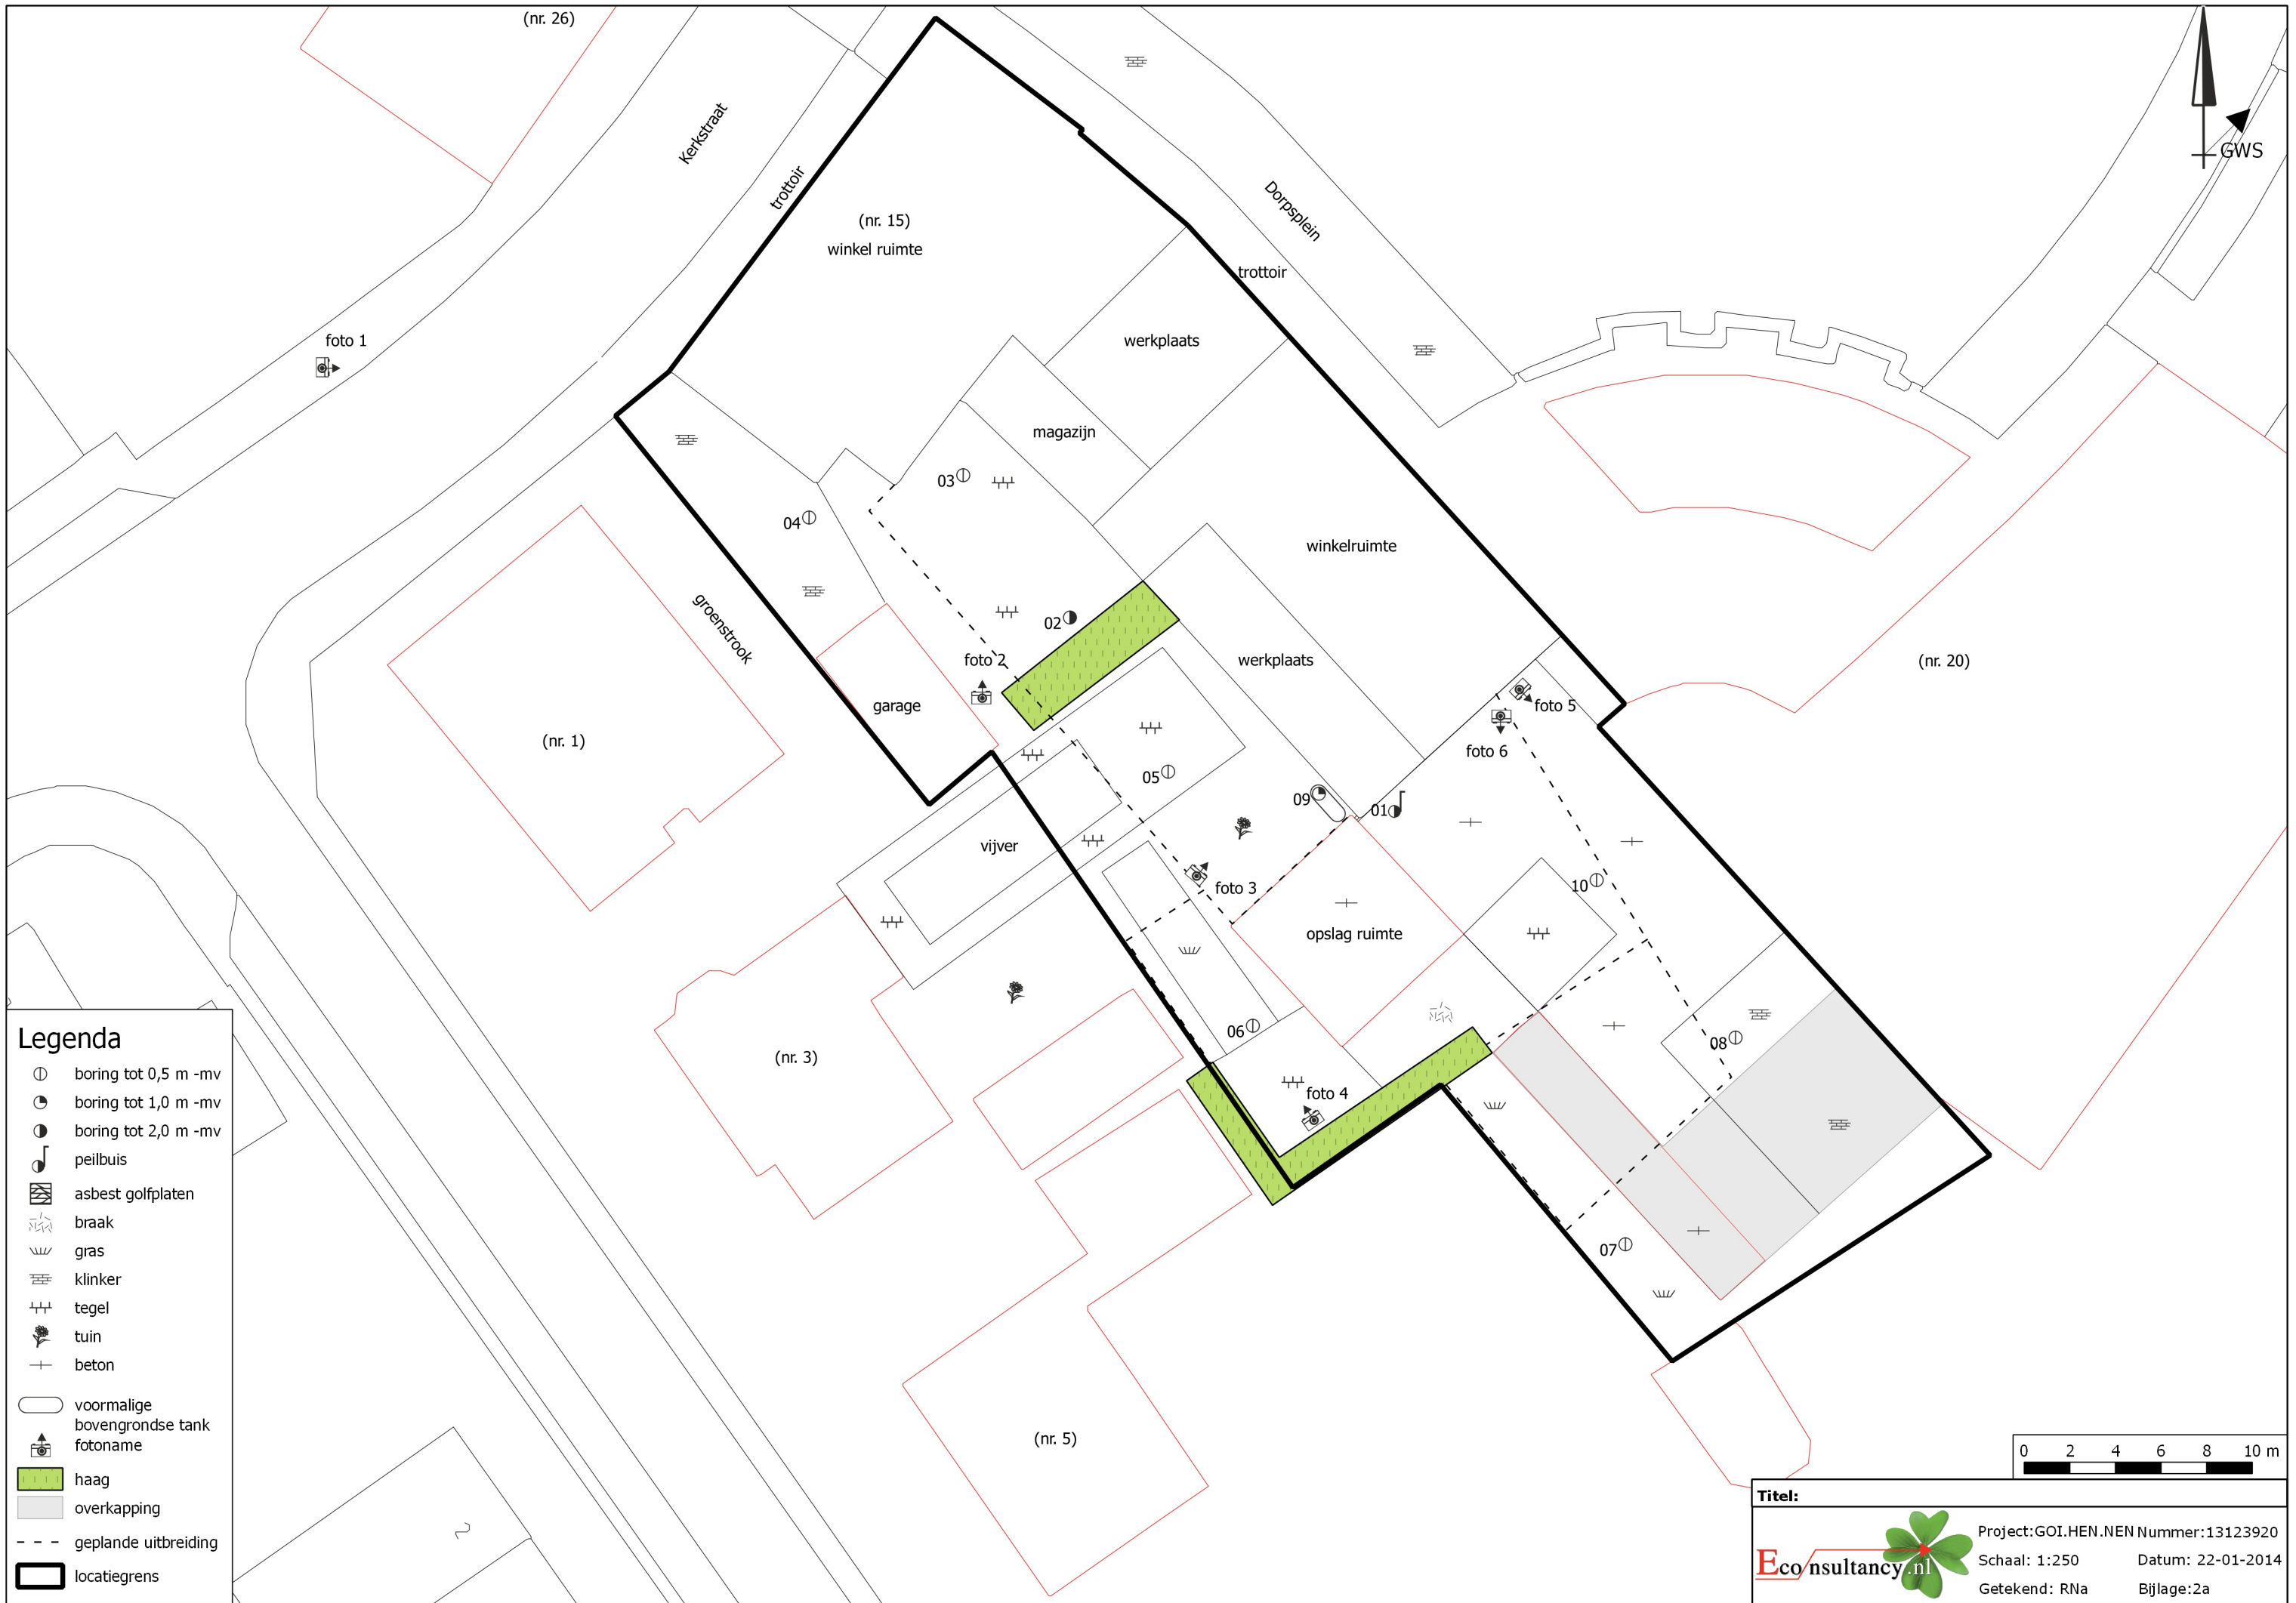 (nr. 26)
Kerkstraat
trottoir
(nr. 15)
winkel ruimte
Dorpsplein
trottoir
GWS
foto 1
werkplaats
magazijn
03
04
winkelruimte
groenstrook
02
foto 2
werkplaats
(nr. 20)
garage
foto 5
(nr. 1)
foto 6
05
09
01
vijver
foto 3
10
opslag ruimte
06
08
(nr. 3)
foto 4
07
(nr. 5)
2
Legenda
boring tot 0,5 m -mv
boring tot 1,0 m -mv
boring tot 2,0 m -mv
peilbuis
asbest golfplaten
braak
gras
klinker
tegel
tuin
beton
voormalige
bovengrondse tank
fotoname
haag
overkapping
geplande uitbreiding
locatiegrens
0 2 4 6 8 10 m
Titel:
Econsultancy.nl
Project:GOI.HEN.NEN Nummer:13123920
Schaal: 1:250 Datum: 22-01-2014
Getekend: RNa Bijlage:2a